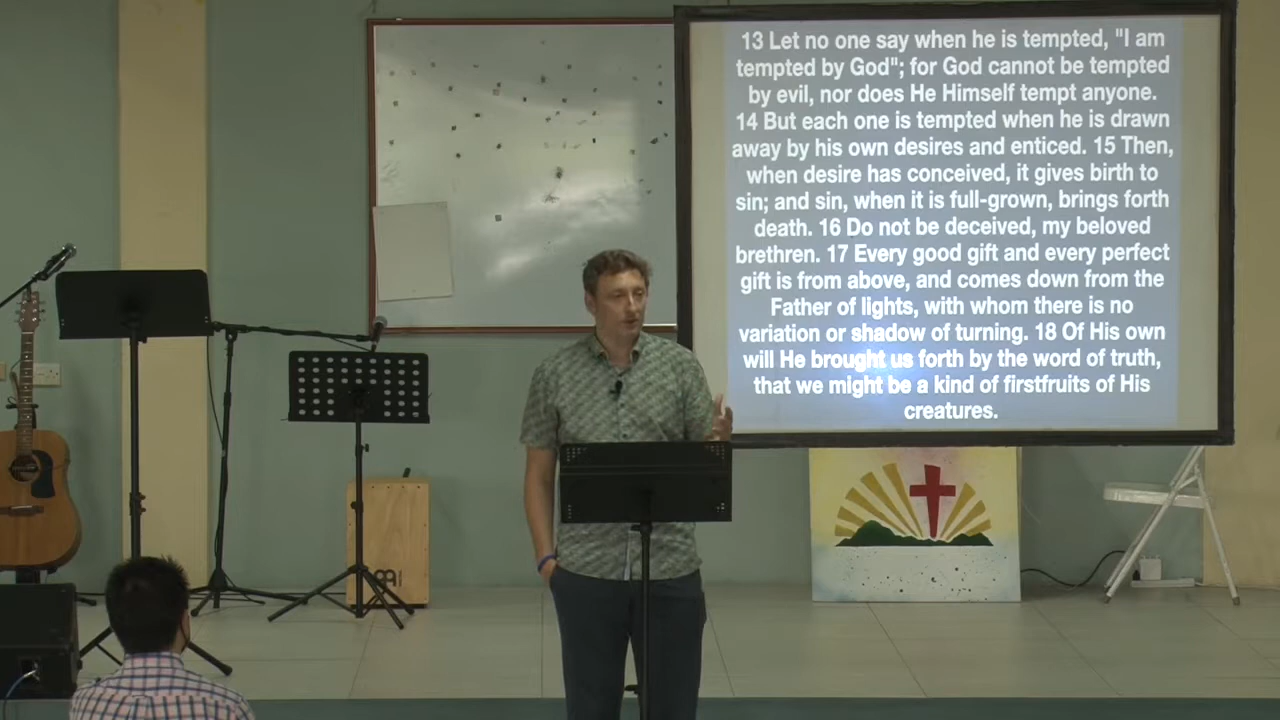 13 Let no one say when he is tempted, "I am
tempted by God"; for God cannot be tempted
by evil, nor does He Himself tempt anyone.
14 But each one is tempted when he is drawn
away by his own desires and enticed. 15 Then,
when desire has conceived, it gives birth to
sin; and sin, when it is full-grown, brings forth
death. 16 Do not be deceived, my beloved
brethren. 17 Every good gift and every perfect
gift is from above, and comes down from the
Father of lights, with whom there is no
variation or shadow of turning. 18 Of His own
will He brought us forth by the word of truth,
that we might be a kind of firstfruits of His
creatures.
MEINL